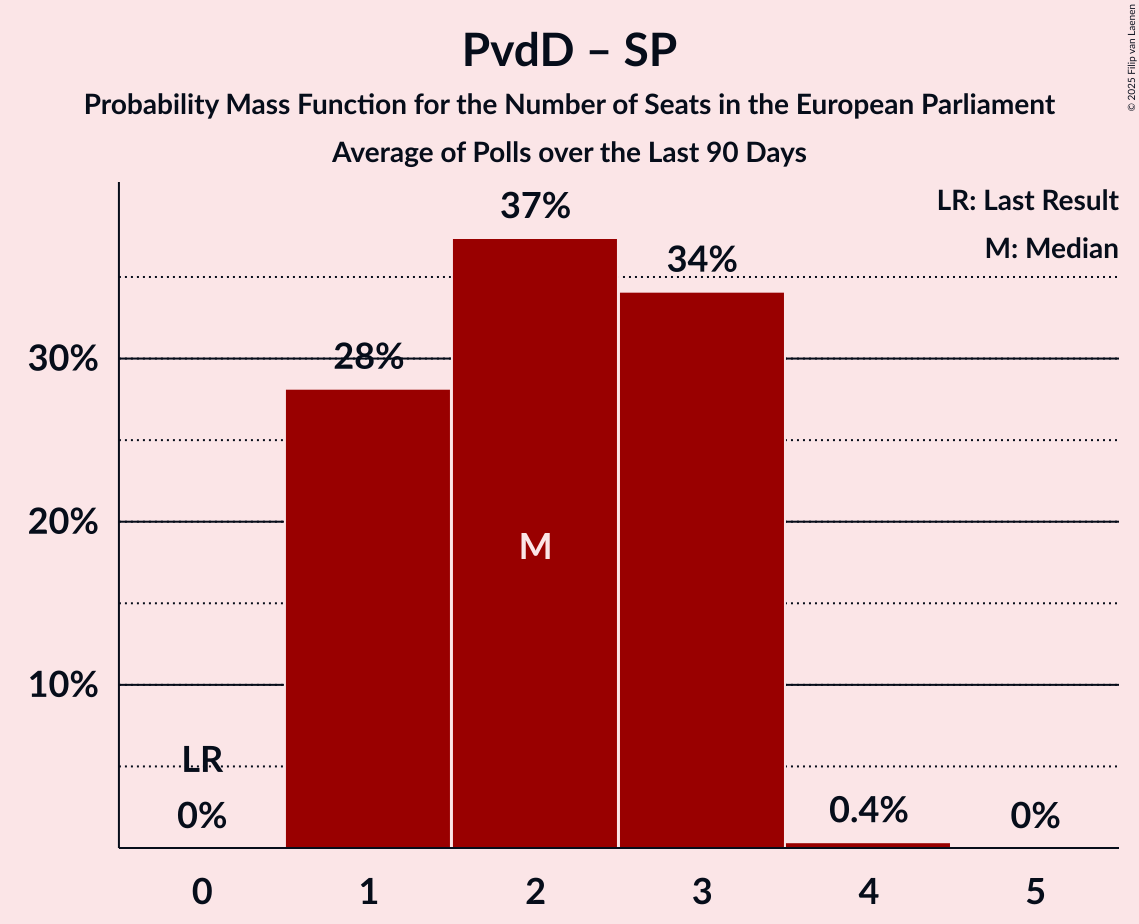 PvdD – SP
Probability Mass Function for the Number of Seats in the European Parliament
Average of Polls over the Last 90 Days
© 2025 Filip van Laenen
LR: Last Result
M: Median
37%
34%
28%
30%
20%
10%
M
LR
0%
0.4%
0%
0 1 2 3 4 5